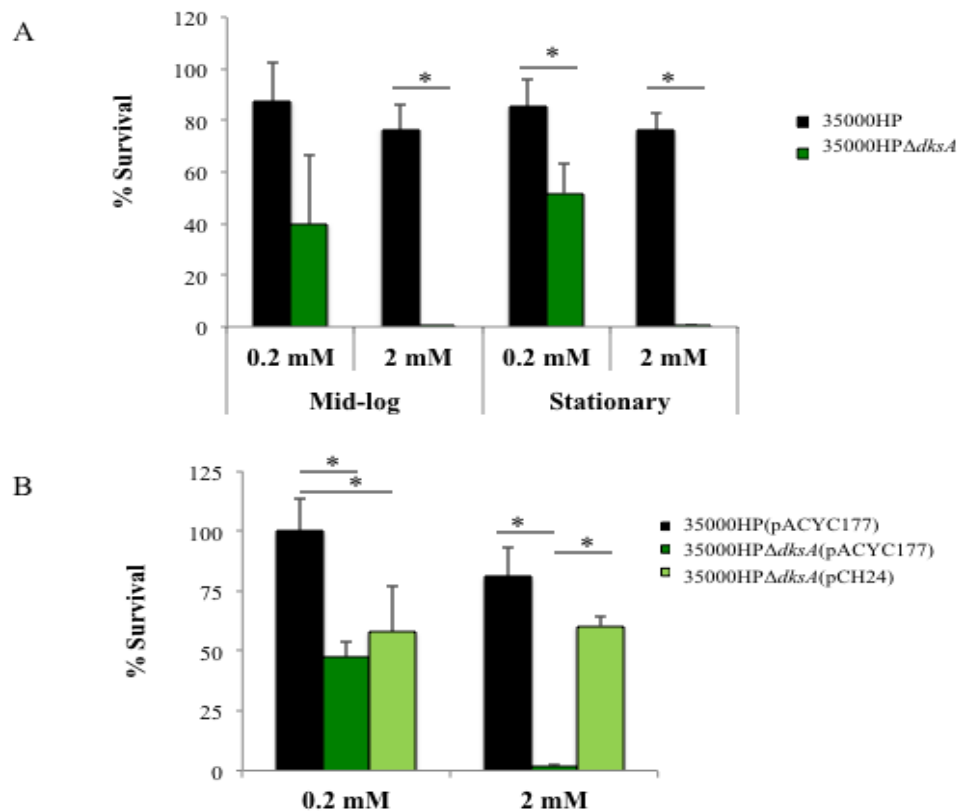 A
% Survival
120
100
80
60
40
20
0
* * *
0.2 mM 2 mM 0.2 mM 2 mM
Mid-log Stationary
35000HP
35000HPΔdksA
B
% Survival
125
100
75
50
25
0
* * * *
0.2 mM 2 mM
35000HP(pACYC177)
35000HPΔdksA(pACYC177)
35000HPΔdksA(pCH24)